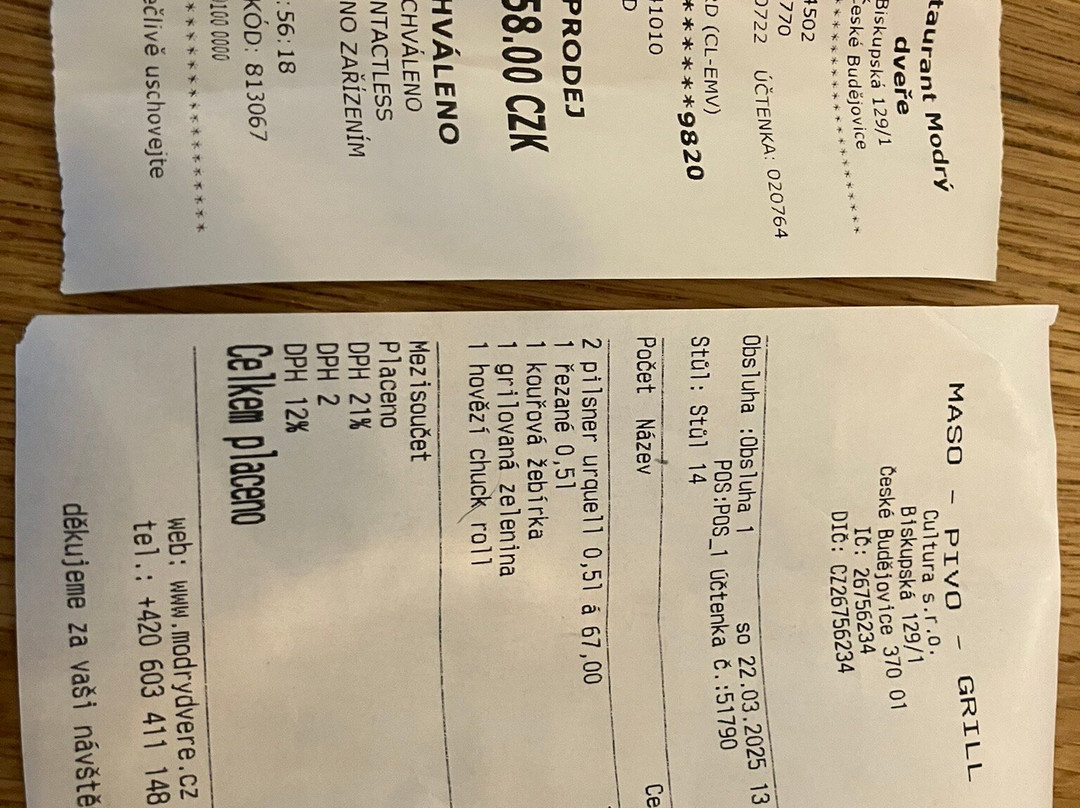 taurant Modrý
dveře
Biskupská 129/1
České Budějovice
****************
4502
770
0722 ÚČTENKA: 020764
RD (CL-EMV)
*****9820
41010
D
PRODEJ
58.00 CZK
HVÁLENO
CHVÁLENO
NTACTLESS
NO ZAŘÍZENÍM
:56:18
KÓD: 813067
0100 0000
****************
ečlivě uschovejte
MASO - PIVO - GRILL
Cultura s.r.o.
Biskupská 129/1
České Budějovice 370 01
IČ: 26756234
DIČ: CZ26756234
Obsluha :Obsluha 1 so 22.03.2025 13
POS:POS_1 Účtenka č.:51790
Stůl: Stůl 14
Počet Název Ce
2 pilsner urquell 0,5l á 67,00
1 řezané 0,5l
1 kouřová žebírka
1 grilovaná zelenina
1 hovězí chuck roll
Mezisoučet
Placeno
DPH 21%
DPH 2
DPH 12%
Celkem placeno
web: www.modrydvere.cz
tel.: +420 603 411 148
děkujeme za vaši návště